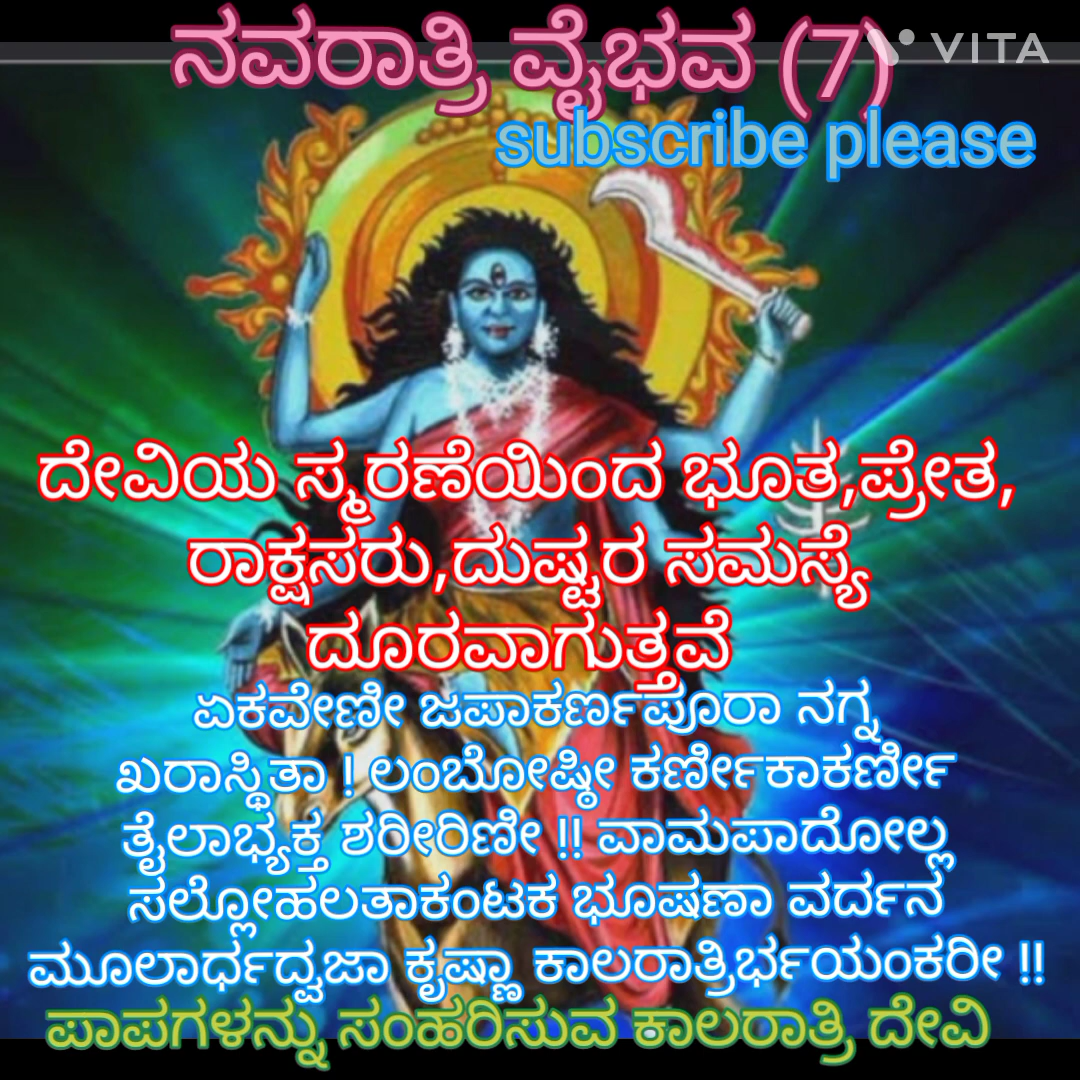 ನವರಾತ್ರಿ ವೈಭವ (7)
VITA
subscribe please
ದೇವಿಯ ಸ್ಮರಣೆಯಿಂದ ಭೂತ,ಪ್ರೇತ,
ರಾಕ್ಷಸರು,ದುಷ್ಟರ ಸಮಸ್ಯೆ
ದೂರವಾಗುತ್ತವೆ
ಏಕವೇಣೀ ಜಪಾಕರ್ಣಪೂರಾ ನಗ್ನ
ಖರಾಸ್ಥಿತಾ ! ಲಂಬೋಷ್ಠೀ ಕರ್ಣೀಕಾಕರ್ಣೀ
ತೈಲಾಭ್ಯಕ್ತ ಶರೀರಿಣೀ !! ವಾಮಪಾದೋಲ್ಲ
ಸಲ್ಲೋಹಲತಾಕಂಟಕ ಭೂಷಣಾ ವರ್ದನ
ಮೂಲಾರ್ಧದ್ವಜಾ ಕೃಷ್ಣಾ ಕಾಲರಾತ್ರಿರ್ಭಯಂಕರೀ !!
ಪಾಪಗಳನ್ನು ಸಂಹರಿಸುವ ಕಾಲರಾತ್ರಿ ದೇವಿ